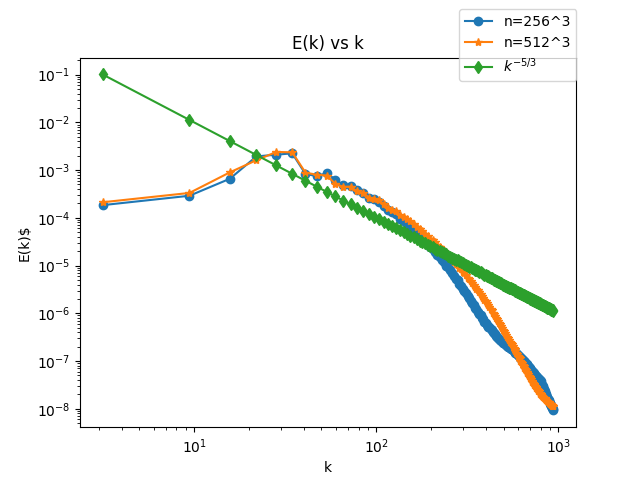 E(k) vs k
n=256^3
n=512^3
k^{-5/3}
E(k)$
10^{-1}
10^{-2}
10^{-3}
10^{-4}
10^{-5}
10^{-6}
10^{-7}
10^{-8}
10^{1} 10^{2} 10^{3}
k